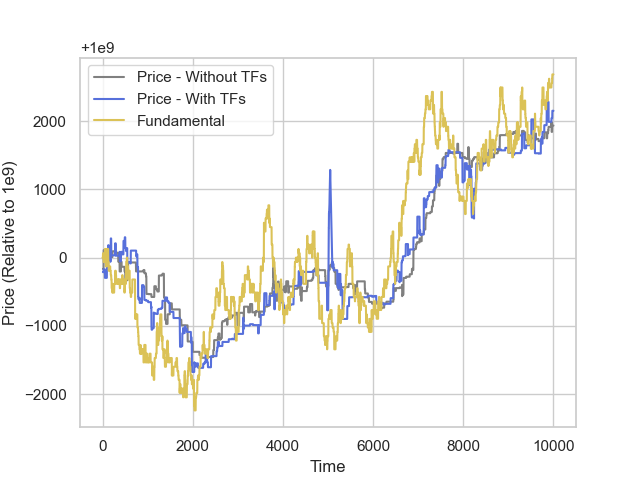 +1e9
Price - Without TFs
Price - With TFs
Fundamental
Price (Relative to 1e9)
2000
1000
0
−1000
−2000
0 2000 4000 6000 8000 10000
Time